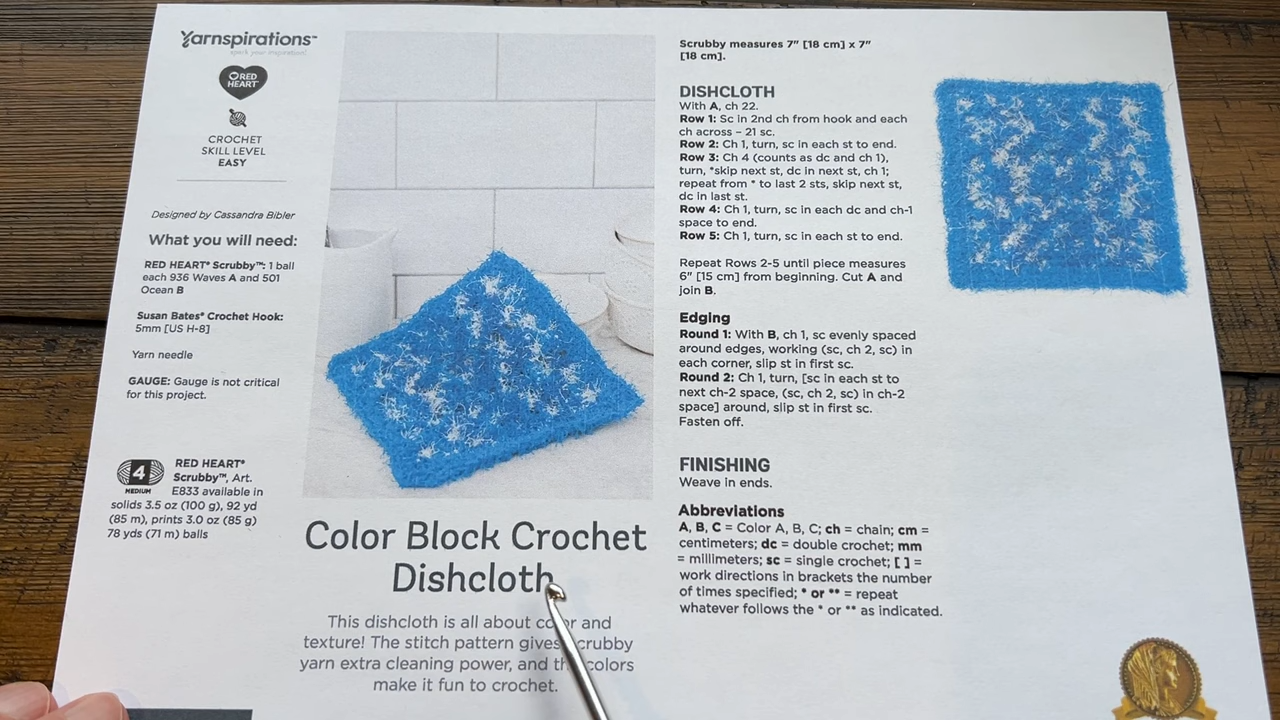 Yarnspirations™
spark your inspiration!
RED
HEART
CROCHET
SKILL LEVEL
EASY
Designed by Cassandra Bibler
What you will need:
RED HEART® Scrubby™: 1 ball
each 936 Waves A and 501
Ocean B
Susan Bates® Crochet Hook:
5mm [US H-8]
Yarn needle
GAUGE: Gauge is not critical
for this project.
4
MEDIUM
RED HEART®
Scrubby™, Art.
E833 available in
solids 3.5 oz (100 g), 92 yd
(85 m), prints 3.0 oz (85 g)
78 yds (71 m) balls
Color Block Crochet
Dishcloth
This dishcloth is all about color and
texture! The stitch pattern gives scrubby
yarn extra cleaning power, and the colors
make it fun to crochet.
Scrubby measures 7" [18 cm] x 7"
[18 cm].
DISHCLOTH
With A, ch 22.
Row 1: Sc in 2nd ch from hook and each
ch across – 21 sc.
Row 2: Ch 1, turn, sc in each st to end.
Row 3: Ch 4 (counts as dc and ch 1),
turn, *skip next st, dc in next st, ch 1;
repeat from * to last 2 sts, skip next st,
dc in last st.
Row 4: Ch 1, turn, sc in each dc and ch-1
space to end.
Row 5: Ch 1, turn, sc in each st to end.
Repeat Rows 2-5 until piece measures
6" [15 cm] from beginning. Cut A and
join B.
Edging
Round 1: With B, ch 1, sc evenly spaced
around edges, working (sc, ch 2, sc) in
each corner, slip st in first sc.
Round 2: Ch 1, turn, [sc in each st to
next ch-2 space, (sc, ch 2, sc) in ch-2
space] around, slip st in first sc.
Fasten off.
FINISHING
Weave in ends.
Abbreviations
A, B, C = Color A, B, C; ch = chain; cm =
centimeters; dc = double crochet; mm
= millimeters; sc = single crochet; [ ] =
work directions in brackets the number
of times specified; * or ** = repeat
whatever follows the * or ** as indicated.